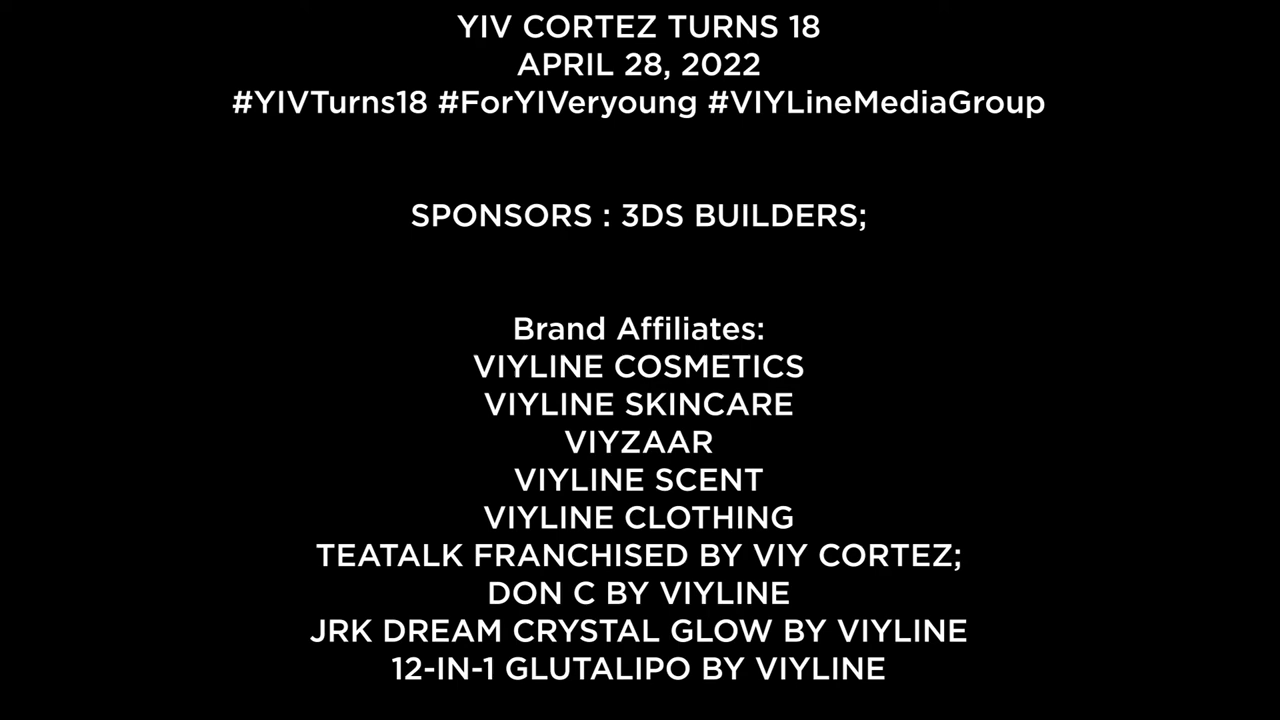 YIV CORTEZ TURNS 18
APRIL 28, 2022
#YIVTurns18 #ForYIVeryoung #VIYLineMediaGroup
SPONSORS : 3DS BUILDERS;
Brand Affiliates:
VIYLINE COSMETICS
VIYLINE SKINCARE
VIYZAAR
VIYLINE SCENT
VIYLINE CLOTHING
TEATALK FRANCHISED BY VIY CORTEZ;
DON C BY VIYLINE
JRK DREAM CRYSTAL GLOW BY VIYLINE
12-IN-1 GLUTALIPO BY VIYLINE